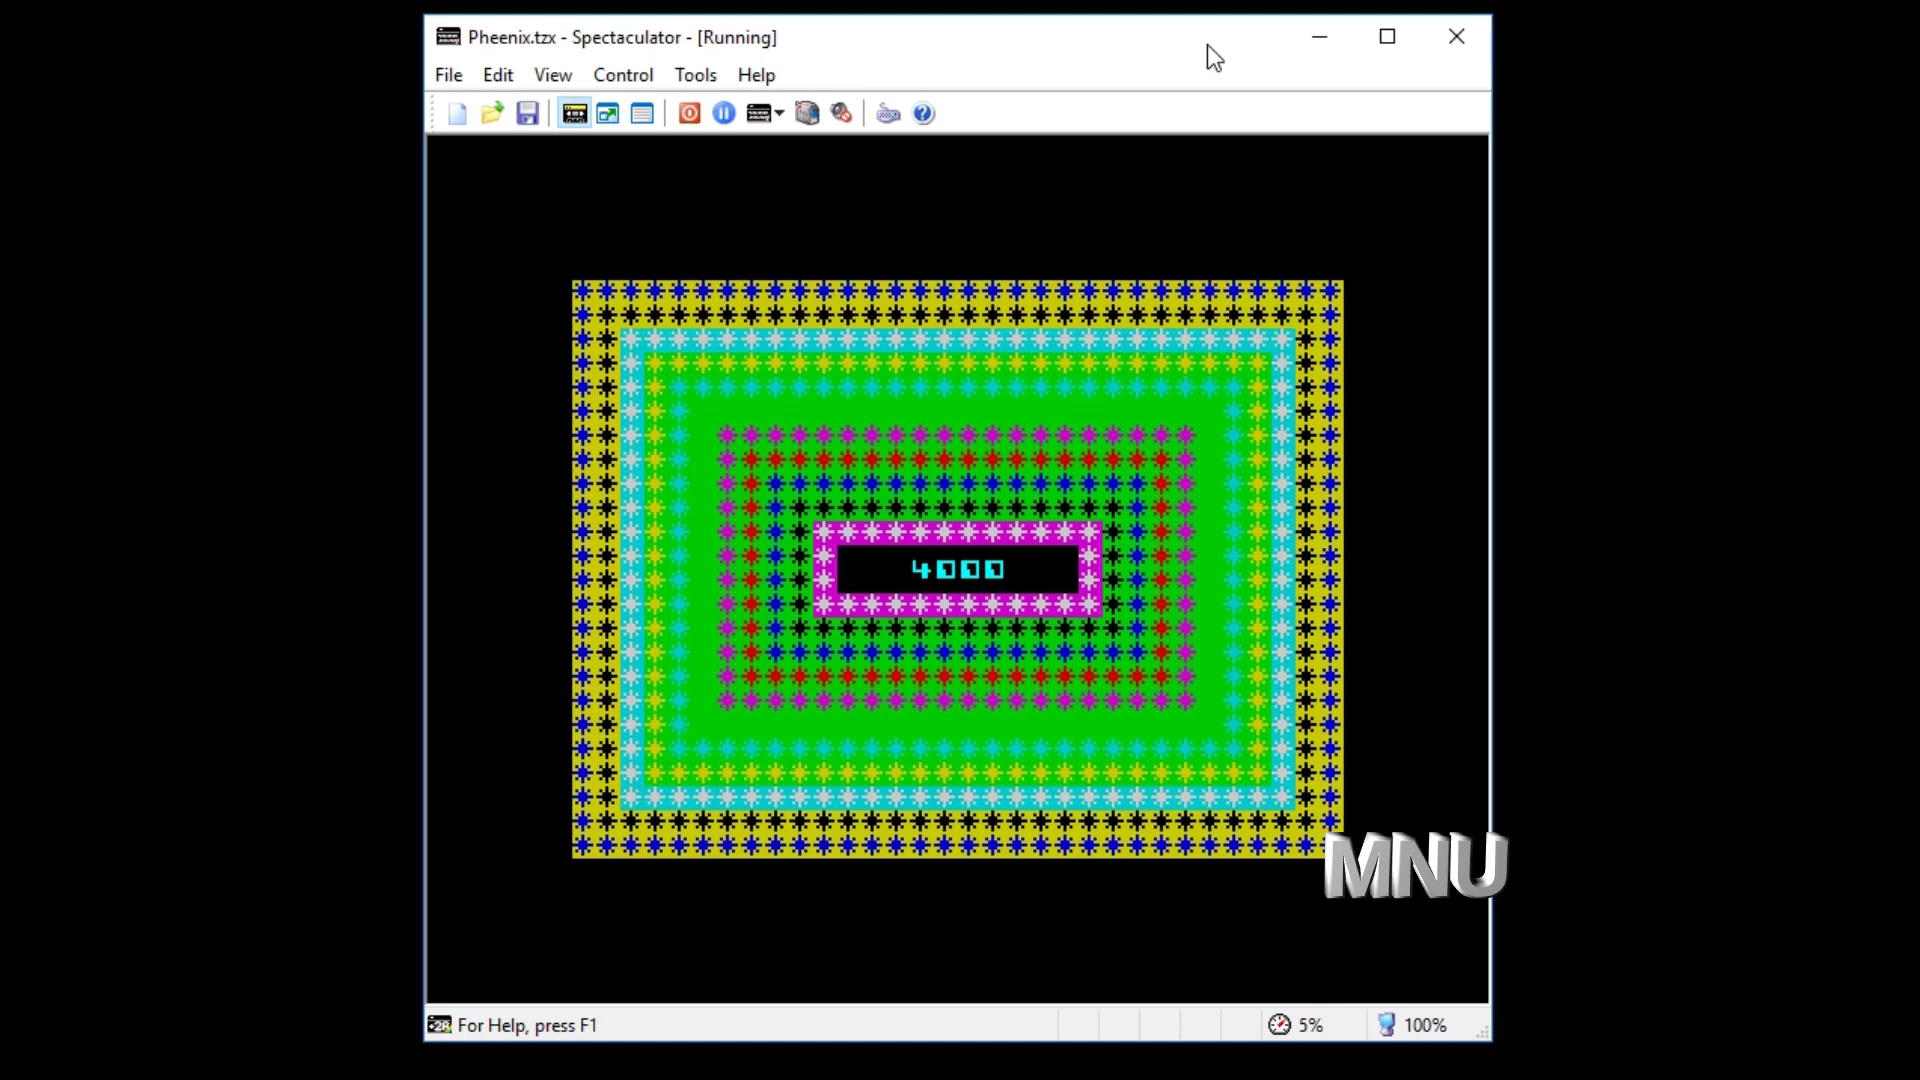 Pheenix.tzx - Spectaculator - [Running]
File Edit View Control Tools Help
4000
MNU
For Help, press F1
5%
100%